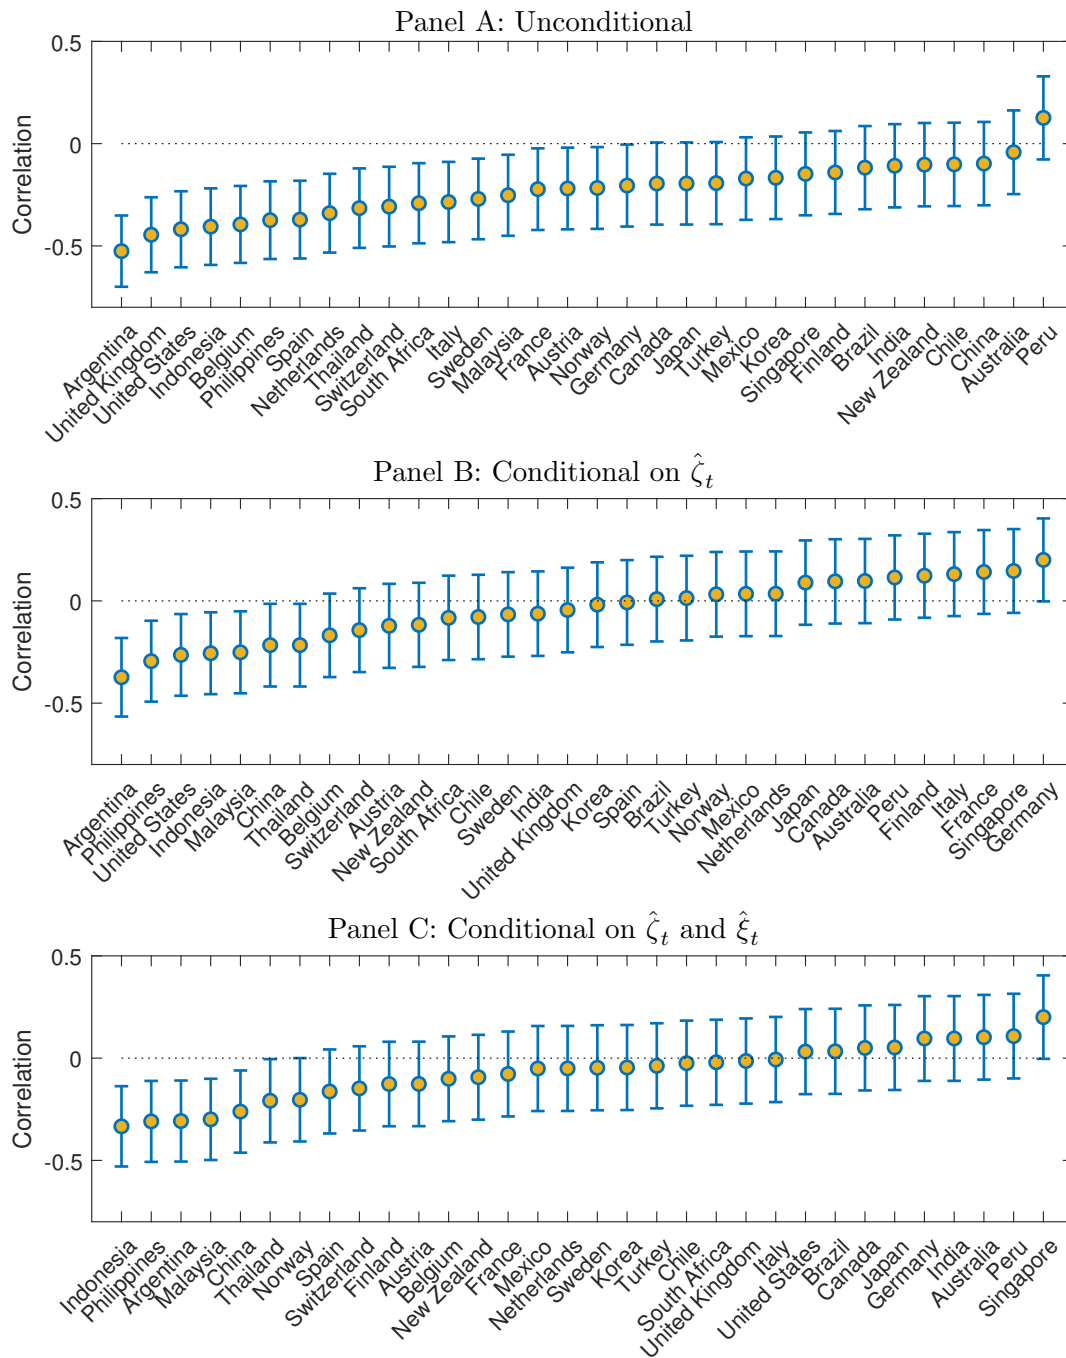 Panel A: Unconditional
0.5
0
-0.5
Correlation
Argentina
United Kingdom
United States
Indonesia
Belgium
Philippines
Spain
Netherlands
Thailand
Switzerland
South Africa
Italy
Sweden
Malaysia
France
Austria
Norway
Germany
Canada
Japan
Turkey
Mexico
Korea
Singapore
Finland
Brazil
India
New Zealand
Chile
China
Australia
Peru
Panel B: Conditional on ζ̂_t
0.5
0
-0.5
Correlation
Argentina
Philippines
United States
Indonesia
Malaysia
China
Thailand
Belgium
Switzerland
Austria
New Zealand
South Africa
Chile
Sweden
India
United Kingdom
Korea
Spain
Brazil
Turkey
Norway
Mexico
Netherlands
Japan
Canada
Australia
Peru
Finland
Italy
France
Singapore
Germany
Panel C: Conditional on ζ̂_t and ξ̂_t
0.5
0
-0.5
Correlation
Indonesia
Philippines
Argentina
Malaysia
China
Thailand
Norway
Spain
Switzerland
Finland
Austria
Belgium
New Zealand
France
Mexico
Netherlands
Sweden
Korea
Turkey
Chile
South Africa
United Kingdom
Italy
United States
Brazil
Canada
Japan
Germany
India
Australia
Peru
Singapore